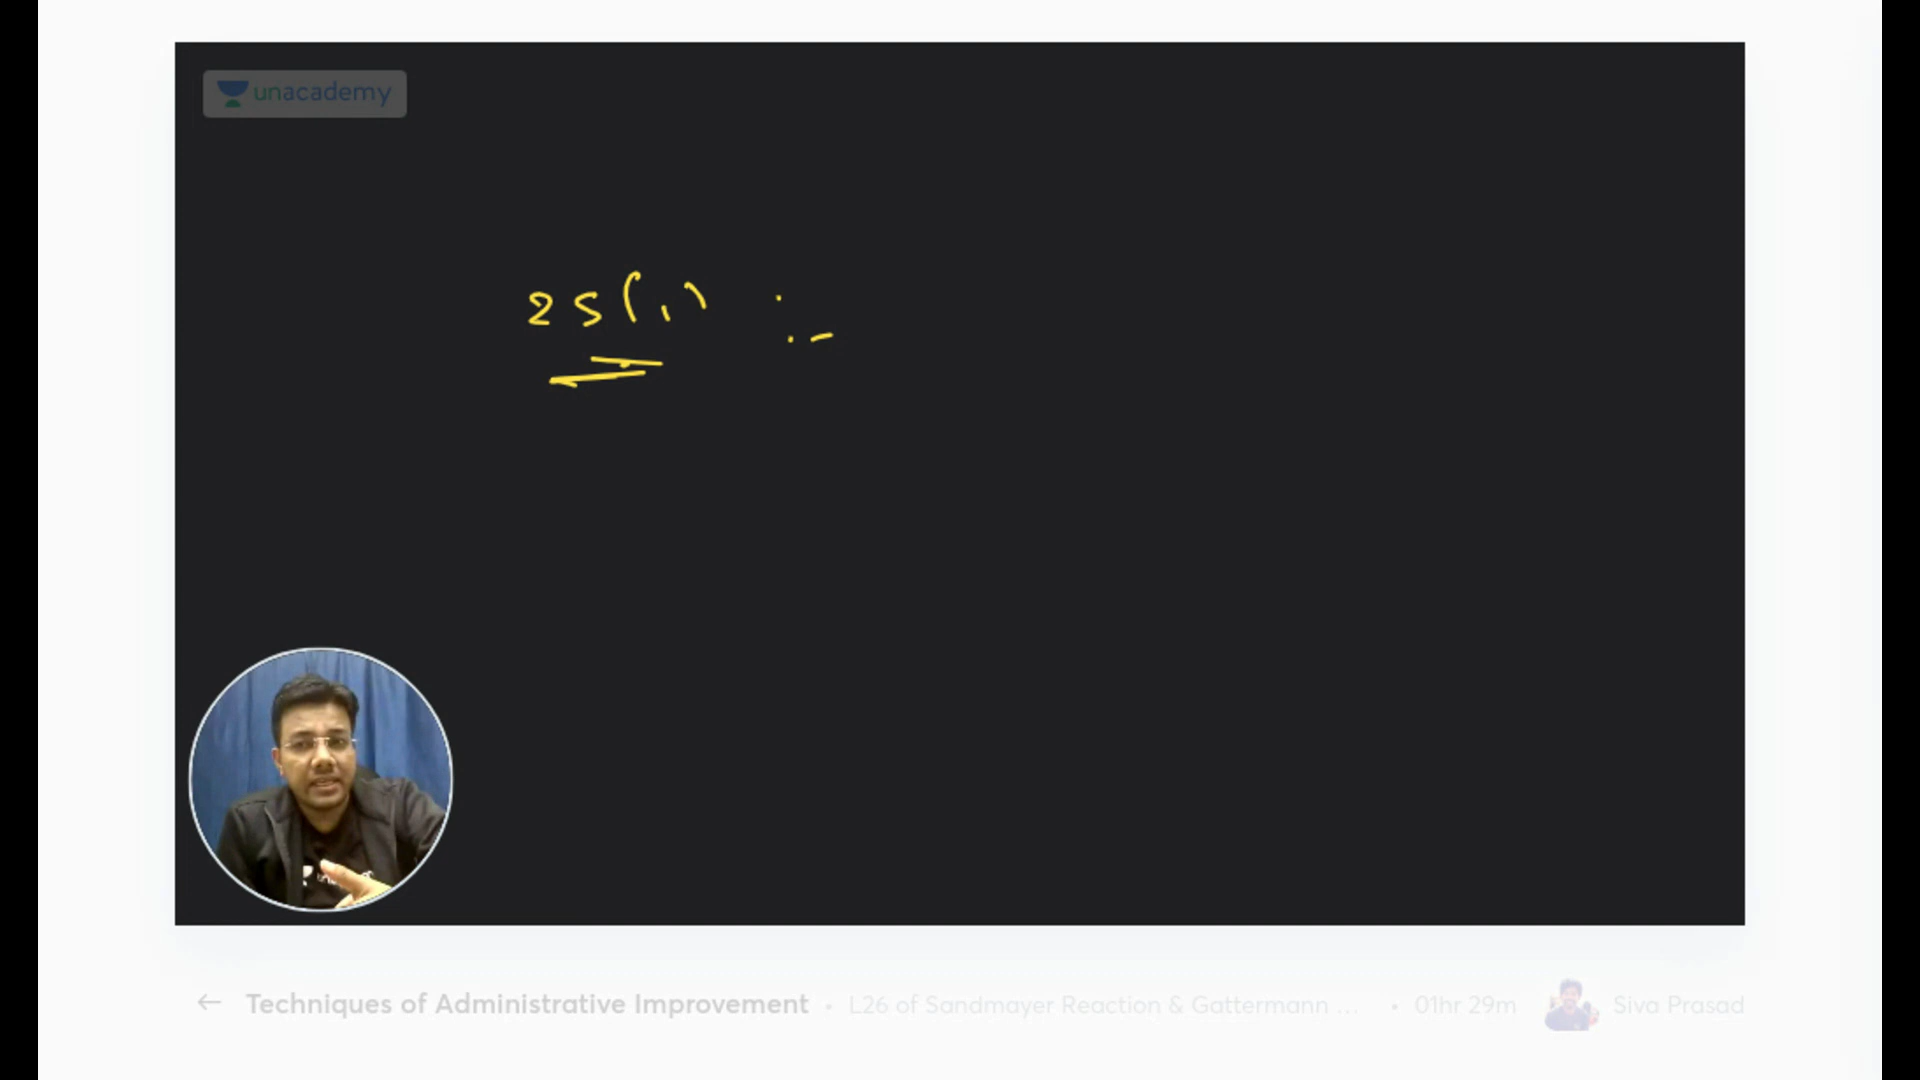 unacademy
25(1) :-
← Techniques of Administrative Improvement • L26 of Sandmayer Reaction & Gattermann ... • 01hr 29m Siva Prasad